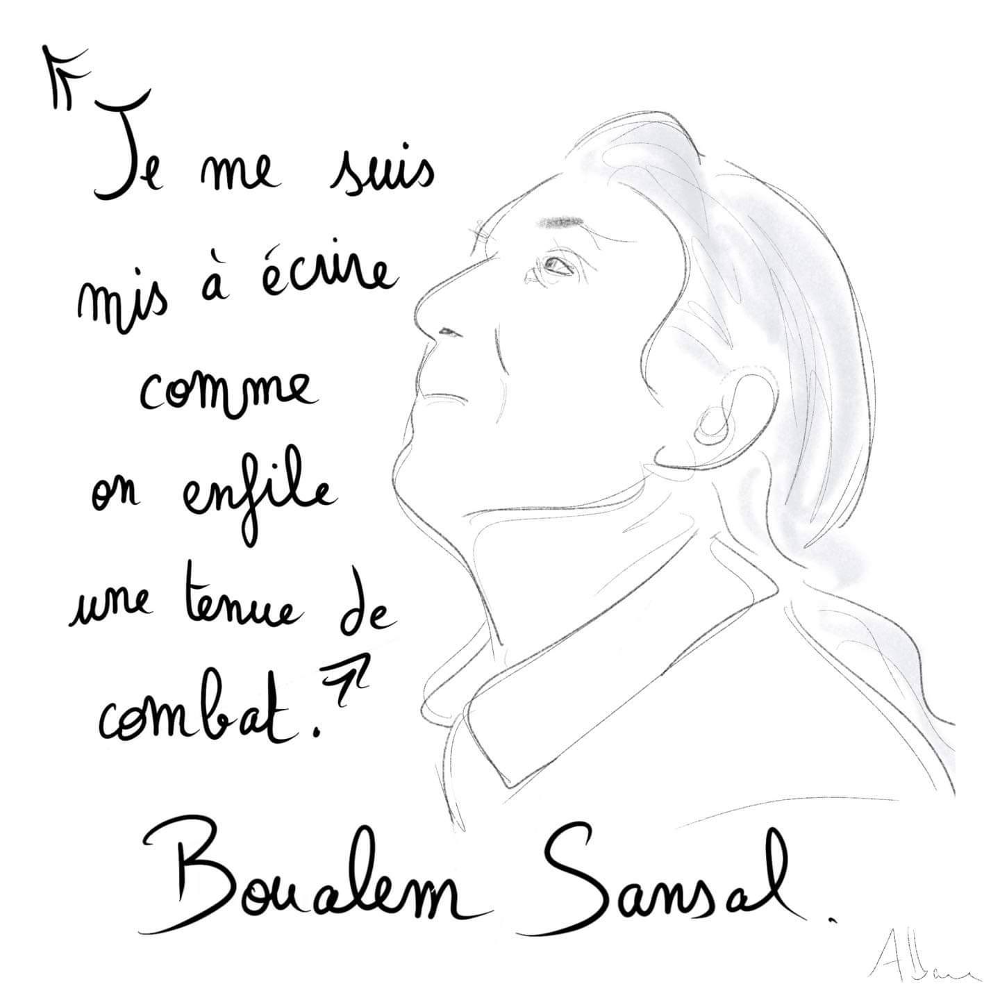 "Je me suis
mis à écrire
comme
on enfile
une tenue de
combat."
Boualem Sansal.